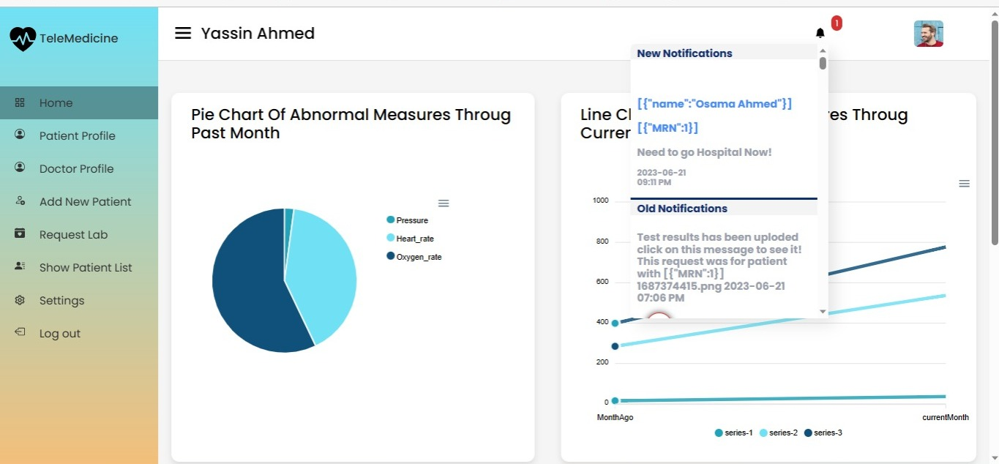 TeleMedicine
Yassin Ahmed
1
Home
Patient Profile
Doctor Profile
Add New Patient
Request Lab
Show Patient List
Settings
Log out
Pie Chart Of Abnormal Measures Throug
Past Month
Pressure
Heart_rate
Oxygen_rate
New Notifications
[{"name":"Osama Ahmed"}]
[{"MRN":1}]
Need to go Hospital Now!
2023-06-21
09:11 PM
Old Notifications
Test results has been uploded
click on this message to see it!
This request was for patient
with [{"MRN":1}]
1687374415.png 2023-06-21
07:06 PM
Line
Throug
1000
800
600
400
200
0
MonthAgo
currentMonth
series-1
series-2
series-3